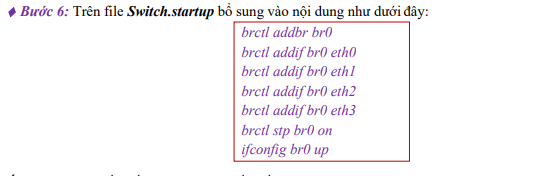 ♦ Bước 6: Trên file Switch.startup bổ sung vào nội dung như dưới đây:
brctl addbr br0
brctl addif br0 eth0
brctl addif br0 eth1
brctl addif br0 eth2
brctl addif br0 eth3
brctl stp br0 on
ifconfig br0 up